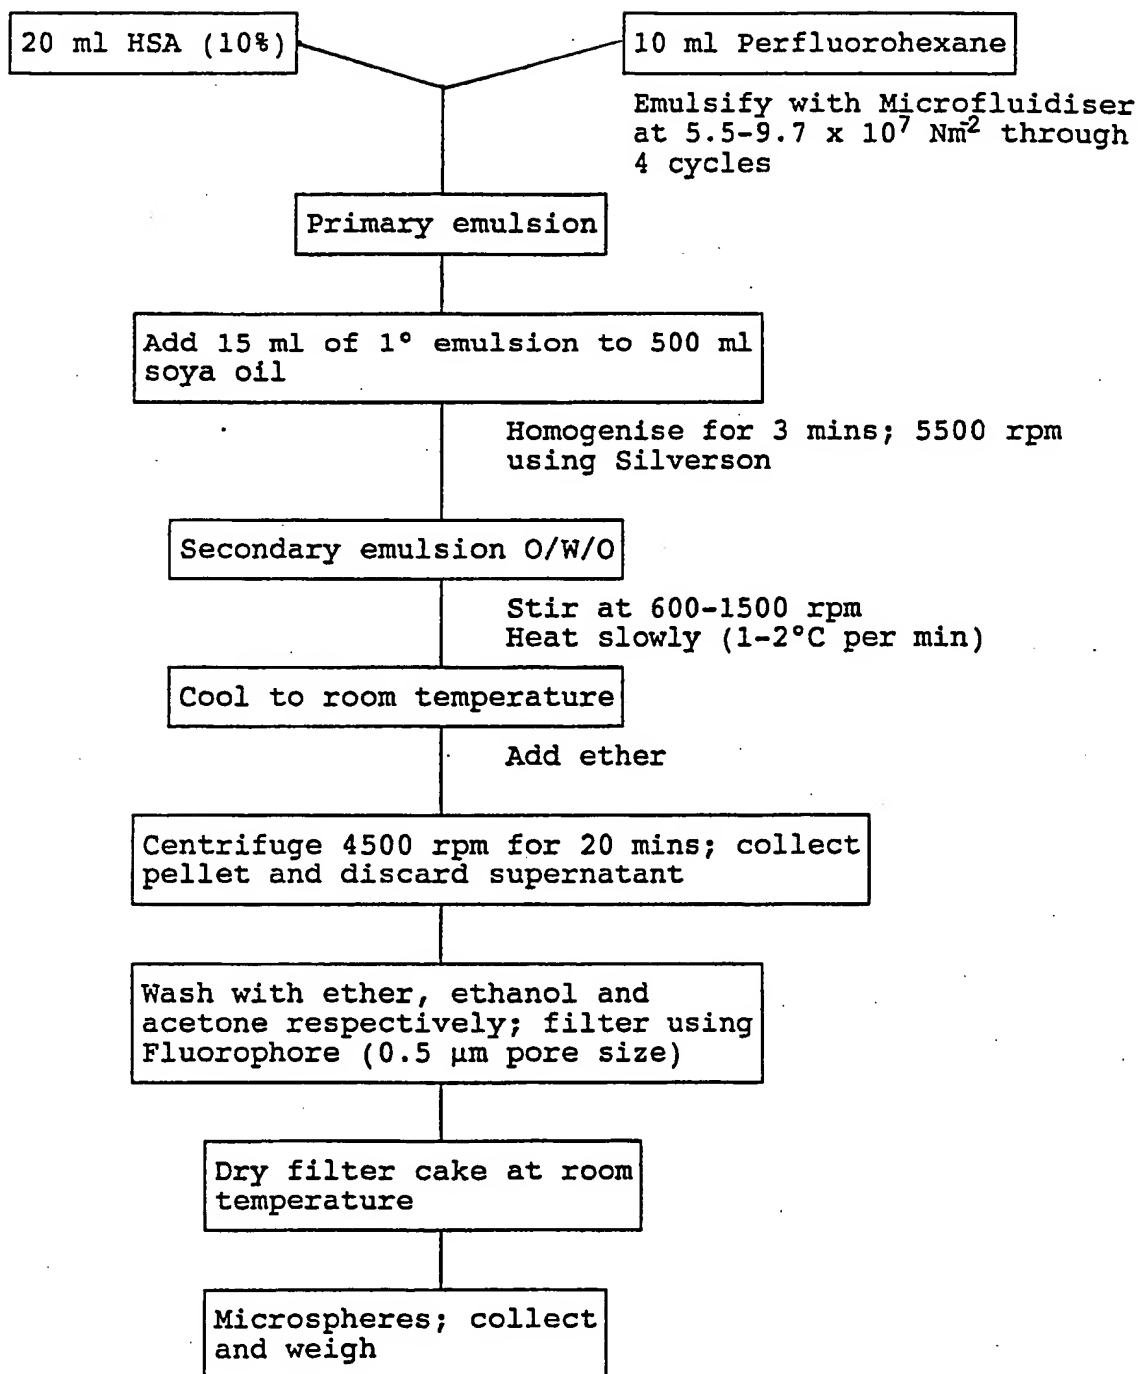 20 ml HSA (10%)
10 ml Perfluorohexane
Emulsify with Microfluidiser
at 5.5-9.7 x 10⁷ Nm⁻² through
4 cycles
Primary emulsion
Add 15 ml of 1° emulsion to 500 ml
soya oil
Homogenise for 3 mins; 5500 rpm
using Silverson
Secondary emulsion O/W/O
Stir at 600-1500 rpm
Heat slowly (1-2°C per min)
Cool to room temperature
Add ether
Centrifuge 4500 rpm for 20 mins; collect
pellet and discard supernatant
Wash with ether, ethanol and
acetone respectively; filter using
Fluorophore (0.5 µm pore size)
Dry filter cake at room
temperature
Microspheres; collect
and weigh